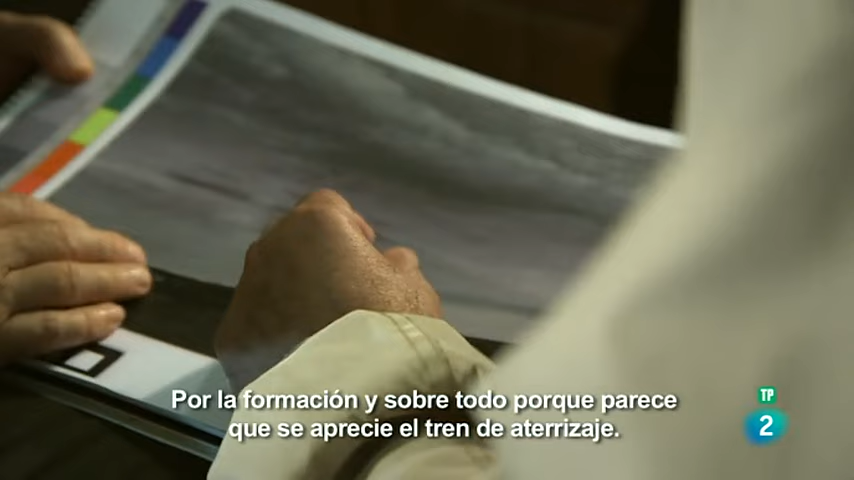 TP
2
Por la formación y sobre todo porque parece
que se aprecie el tren de aterrizaje.